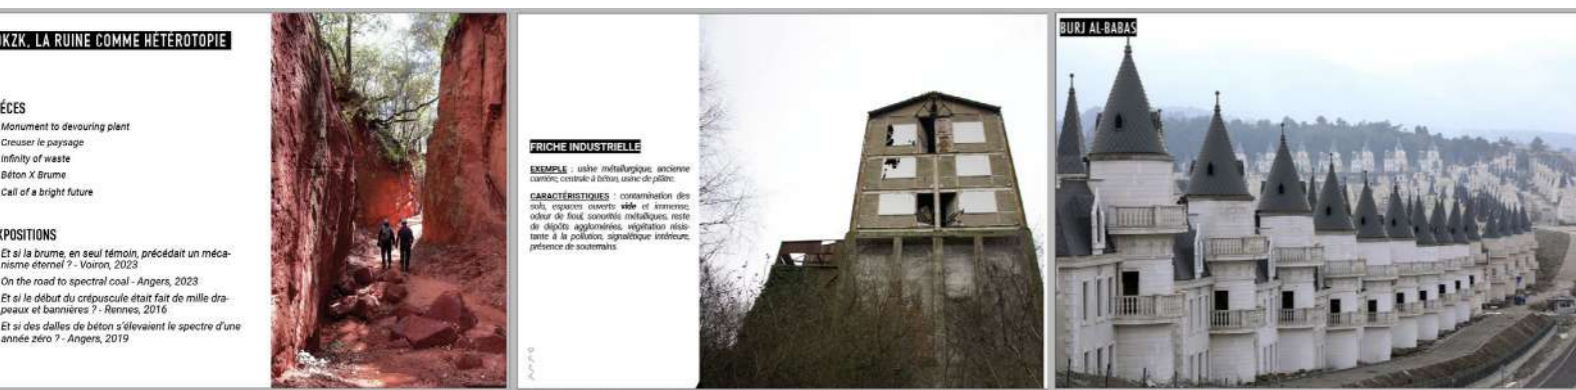 OKZK, LA RUINE COMME HÉTÉROTOPIE
ÉCES
Monument to devouring plant
Creuser le paysage
Infinity of waste
Béton X Brume
Call of a bright future
XPOSITIONS
Et si la brume, en seul témoin, précédait un méca-
nisme éternel ? - Voiron, 2023
On the road to spectral coal - Angers, 2023
Et si le début du crépuscule était fait de mille dra-
peaux et bannières ? - Rennes, 2016
Et si des dalles de béton s'élevaient le spectre d'une
année zéro ? - Angers, 2019
FRICHE INDUSTRIELLE
EXEMPLE : usine métallurgique, ancienne
carrière, centrale à béton, usine de plâtre.
CARACTÉRISTIQUES : contamination des
sols, espaces ouverts vide et immense,
odeur de fioul, sonorités métalliques, reste
de dépôts agglomérées, végétation résis-
tante à la pollution, signalétique intérieure,
présence de souterrains.
BURJ AL-BABAS